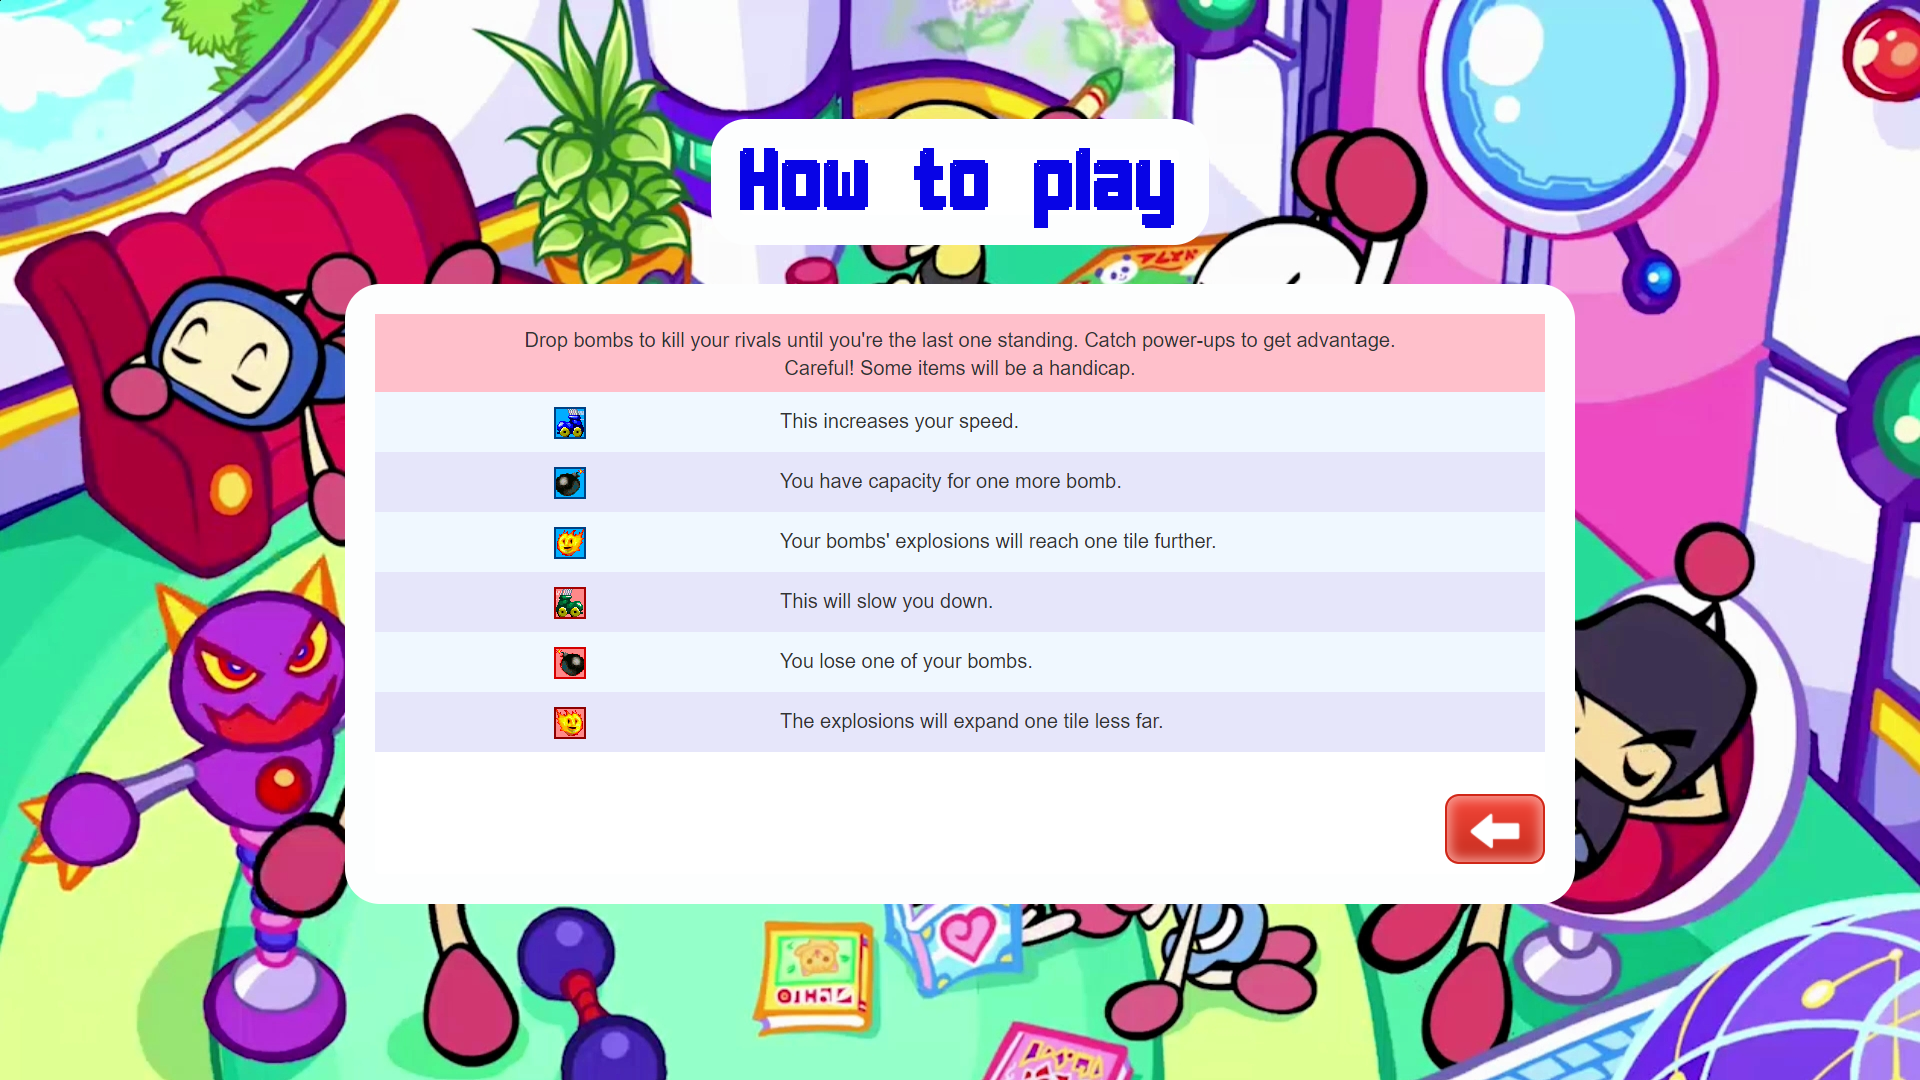 How to play
Drop bombs to kill your rivals until you're the last one standing. Catch power-ups to get advantage.
Careful! Some items will be a handicap.
This increases your speed.
You have capacity for one more bomb.
Your bombs' explosions will reach one tile further.
This will slow you down.
You lose one of your bombs.
The explosions will expand one tile less far.